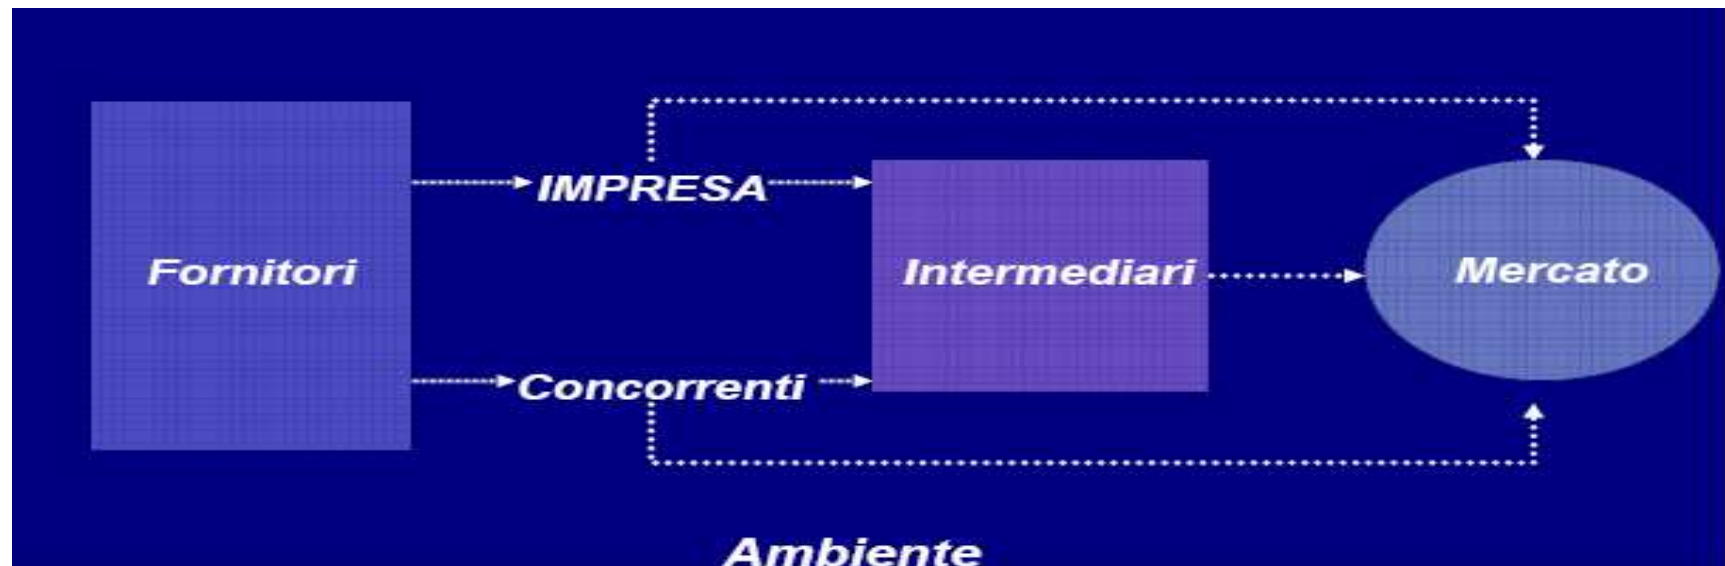 IMPRESA
Fornitori
Intermediari
Mercato
Concorrenti
Ambiente